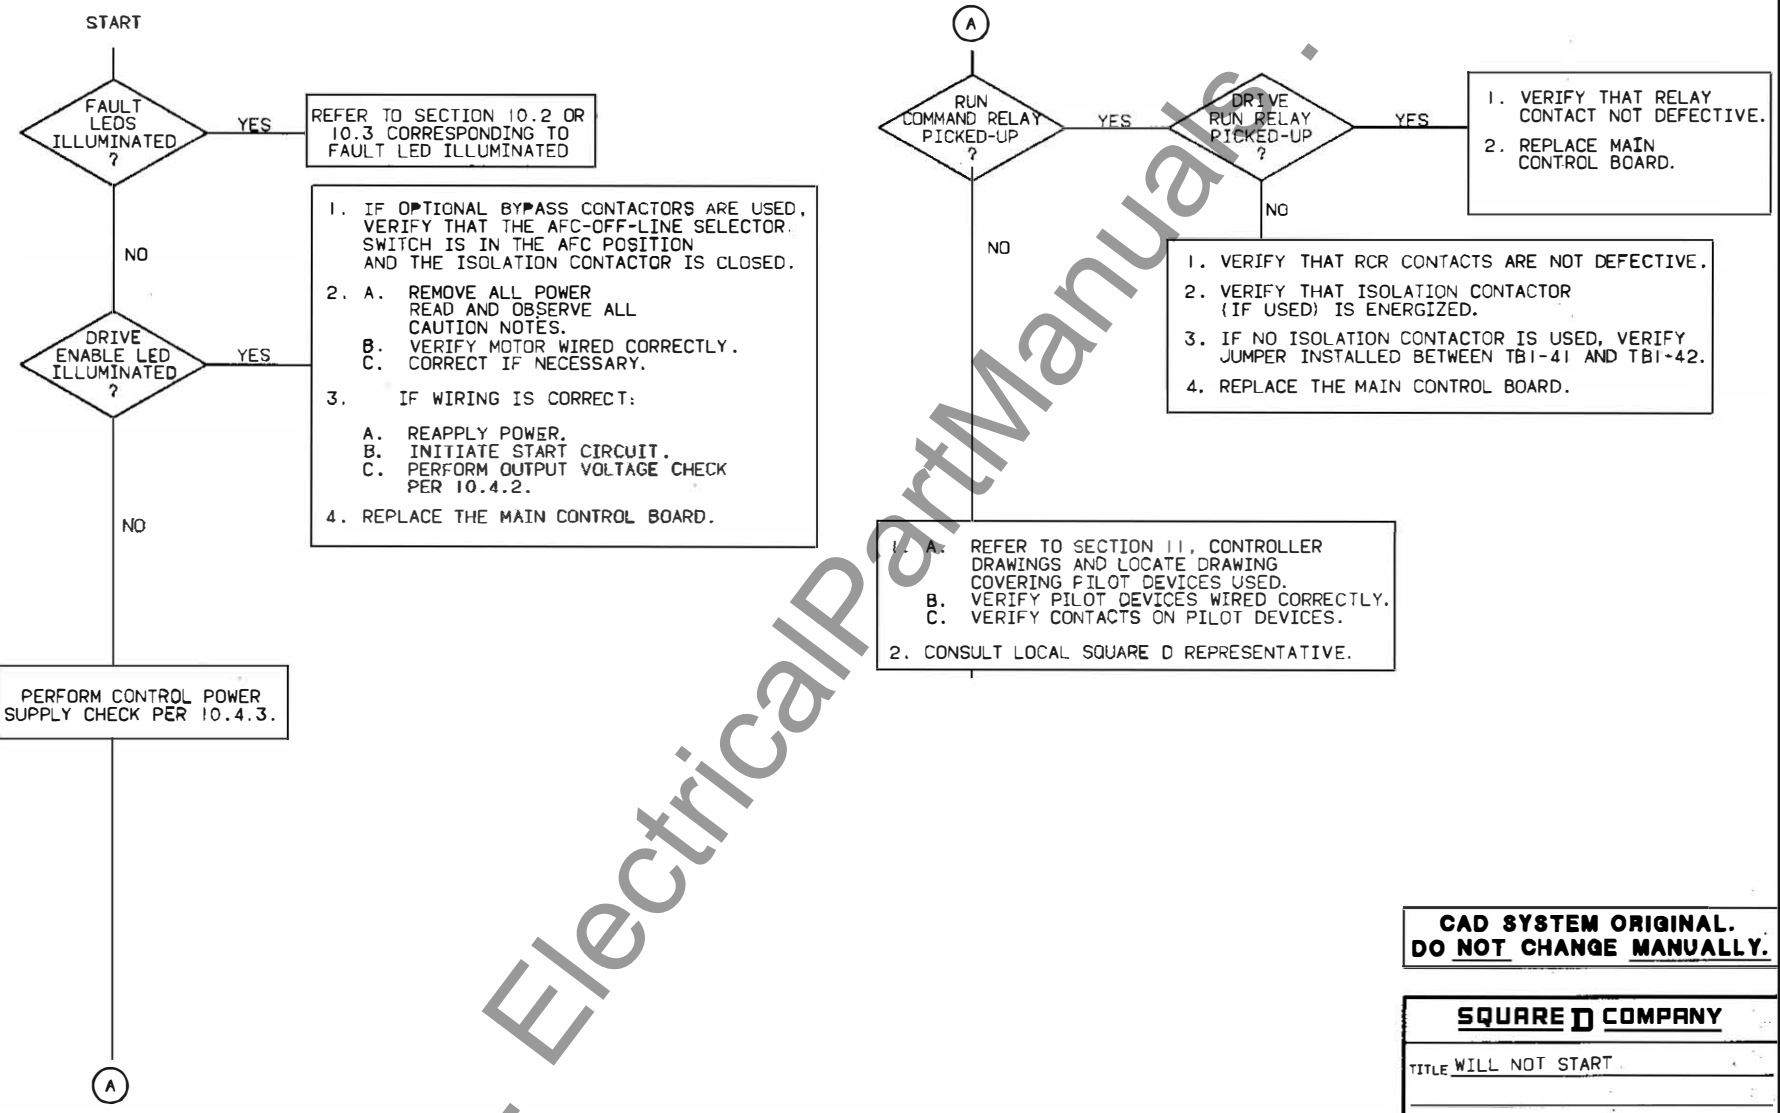 START
FAULT
LEDS
ILLUMINATED
?
YES
REFER TO SECTION 10.2 OR
10.3 CORRESPONDING TO
FAULT LED ILLUMINATED
NO
DRIVE
ENABLE LED
ILLUMINATED
?
YES
1. IF OPTIONAL BYPASS CONTACTORS ARE USED,
VERIFY THAT THE AFC-OFF-LINE SELECTOR
SWITCH IS IN THE AFC POSITION
AND THE ISOLATION CONTACTOR IS CLOSED.
2. A. REMOVE ALL POWER
READ AND OBSERVE ALL
CAUTION NOTES.
B. VERIFY MOTOR WIRED CORRECTLY.
C. CORRECT IF NECESSARY.
3. IF WIRING IS CORRECT:
A. REAPPLY POWER.
B. INITIATE START CIRCUIT.
C. PERFORM OUTPUT VOLTAGE CHECK
PER 10.4.2.
4. REPLACE THE MAIN CONTROL BOARD.
NO
PERFORM CONTROL POWER
SUPPLY CHECK PER 10.4.3.
A
A
RUN
COMMAND RELAY
PICKED-UP
?
YES
DRIVE
RUN RELAY
PICKED-UP
?
YES
1. VERIFY THAT RELAY
CONTACT NOT DEFECTIVE.
2. REPLACE MAIN
CONTROL BOARD.
NO
1. VERIFY THAT RCR CONTACTS ARE NOT DEFECTIVE.
2. VERIFY THAT ISOLATION CONTACTOR
(IF USED) IS ENERGIZED.
3. IF NO ISOLATION CONTACTOR IS USED, VERIFY
JUMPER INSTALLED BETWEEN TB1-41 AND TB1-42.
4. REPLACE THE MAIN CONTROL BOARD.
NO
1. A. REFER TO SECTION 11, CONTROLLER
DRAWINGS AND LOCATE DRAWING
COVERING PILOT DEVICES USED.
B. VERIFY PILOT DEVICES WIRED CORRECTLY.
C. VERIFY CONTACTS ON PILOT DEVICES.
2. CONSULT LOCAL SQUARE D REPRESENTATIVE.
ElectricalPartManuals .
CAD SYSTEM ORIGINAL.
DO NOT CHANGE MANUALLY.
SQUARE D COMPANY
TITLE WILL NOT START